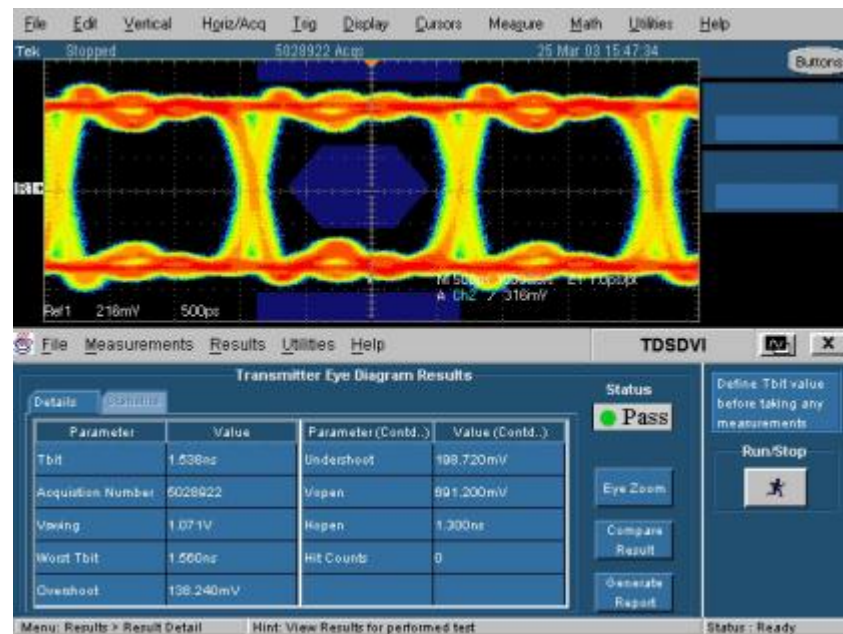 File Edit Vertical Horiz/Acq Trig Display Cursors Measure Math Utilities Help
Tek Stopped 5028922 Acqs 25 Mar 03 15:47:34
Buttons
A Ch2 / 316mV
Ref1 216mV 500ps
File Measurements Results Utilities Help TDSDVI X
Transmitter Eye Diagram Results
Details Statistics
Parameter Value Parameter (Contd..) Value (Contd..)
Tbit 1.538ns Undershoot 198.720mV
Acquistion Number 5028922 Vopen 691.200mV
Vswing 1.071V Hopen 1.300ns
Worst Tbit 1.560ns Hit Counts 0
Overshoot 138.240mV
Status
Pass
Eye Zoom
Compare
Result
Generate
Report
Define Tbit value
before taking any
measurements
Run/Stop
Menu: Results > Result Detail Hint: View Results for performed test Status : Ready